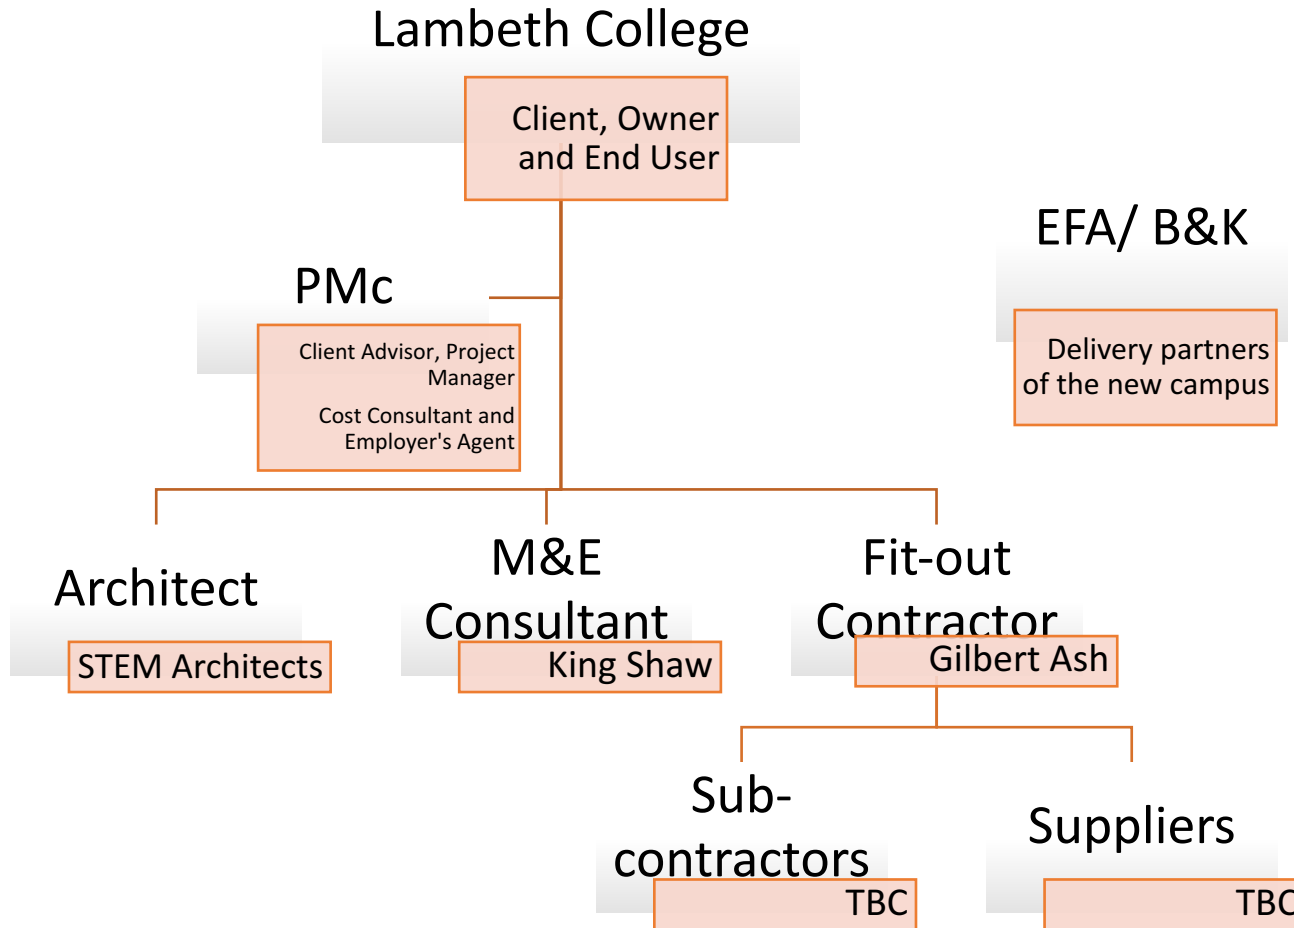 Lambeth College
Client, Owner
and End User
EFA/ B&K
Delivery partners
of the new campus
PMc
Client Advisor, Project
Manager
Cost Consultant and
Employer's Agent
Architect
STEM Architects
M&E
Consultant
King Shaw
Fit-out
Contractor
Gilbert Ash
Sub-
contractors
TBC
Suppliers
TBC